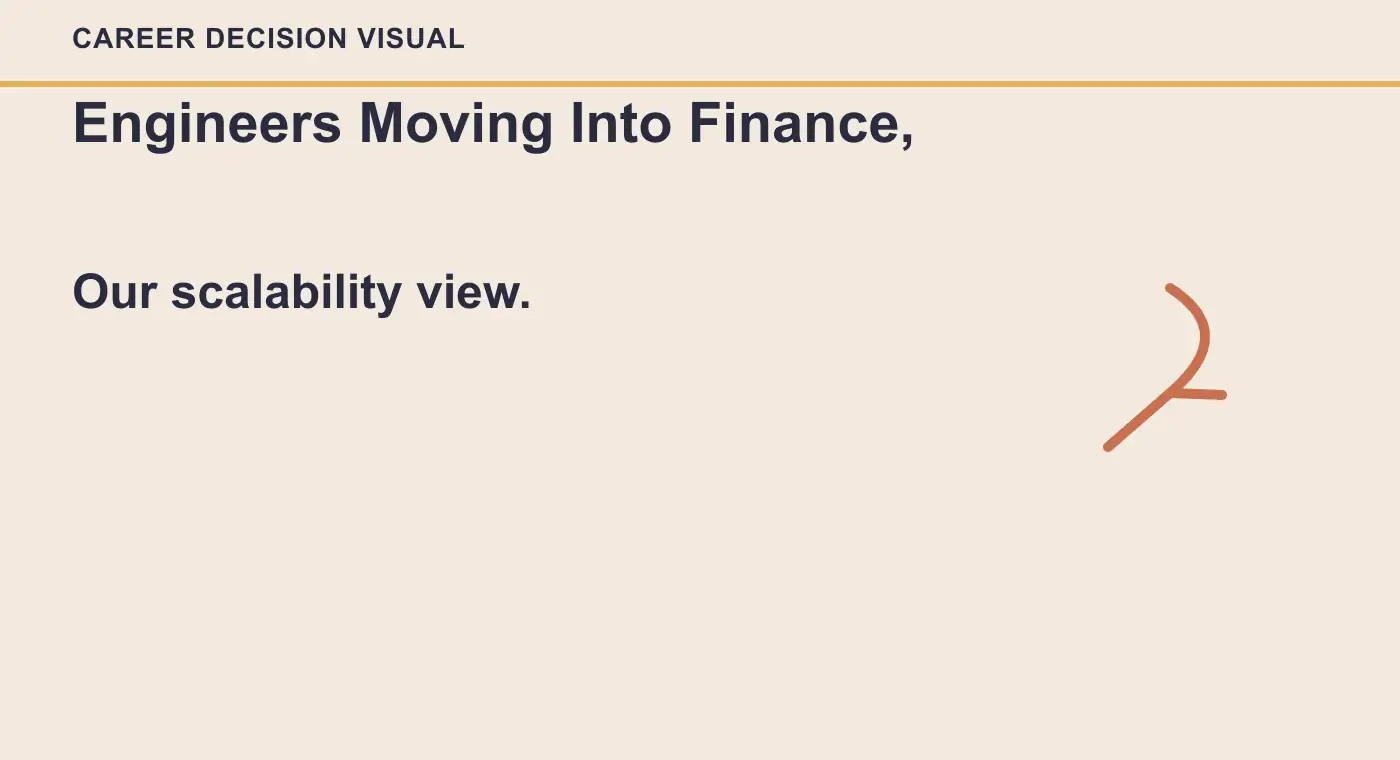 CAREER DECISION VISUAL
Engineers Moving Into Finance,
Our scalability view.